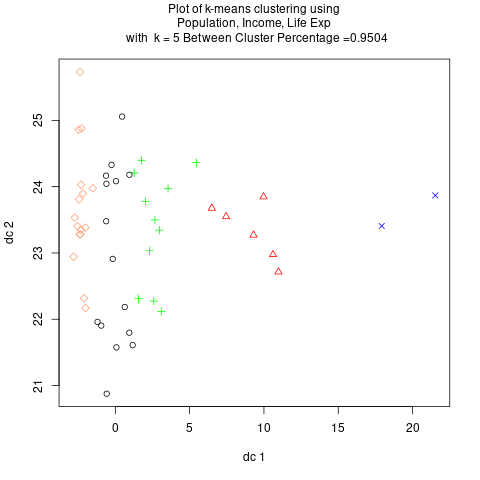 Plot of k-means clustering using
Population, Income, Life Exp
with k = 5 Between Cluster Percentage =0.9504
dc 2
25
24
23
22
21
0
5
10
15
20
dc 1